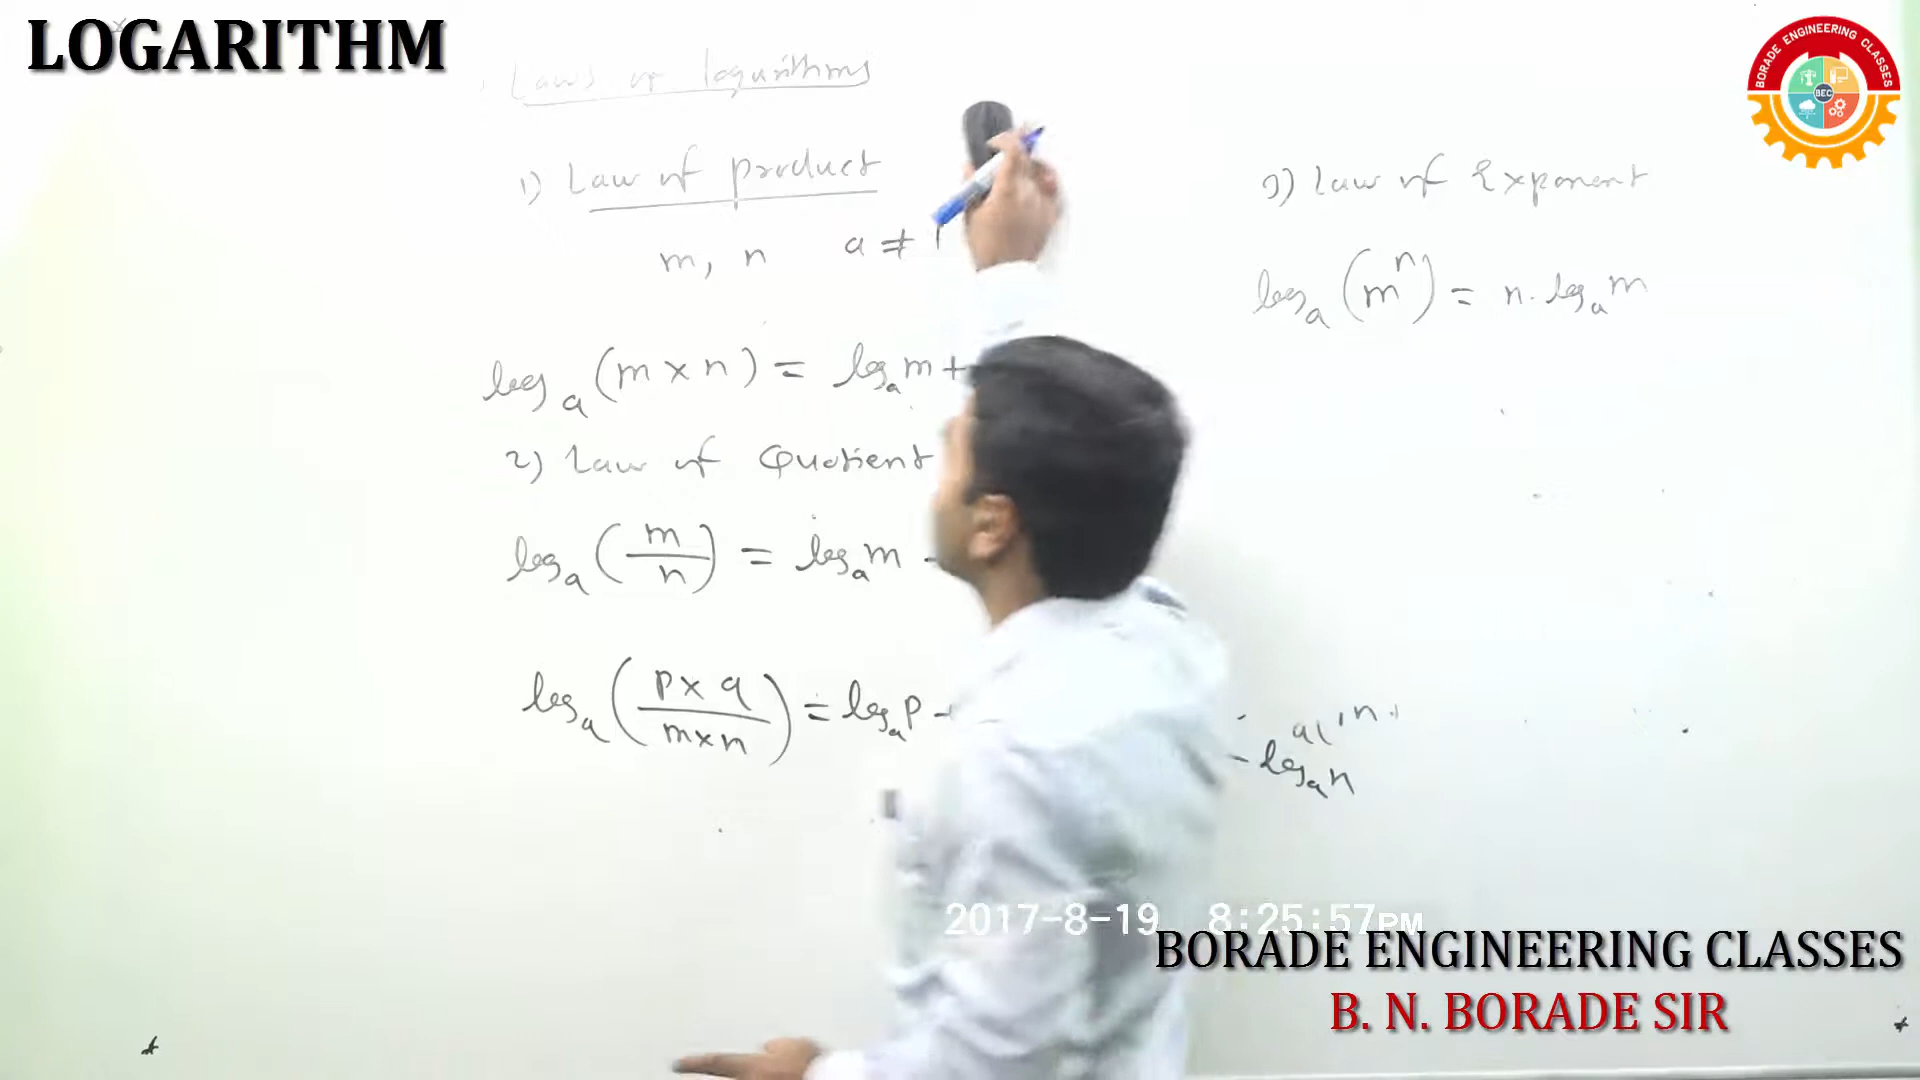 LOGARITHM
Laws of logarithms
1) Law of product
m, n a ≠ 1
log_a (m × n) = log_a m +
2) Law of Quotient
log_a (m/n) = log_a m -
log_a (p × q / m × n) = log_a p
- log_a n
3) Law of Exponent
log_a (m^n) = n. log_a m
BORADE ENGINEERING CLASSES
BEC
2017-8-19 8:25:57PM
BORADE ENGINEERING CLASSES
B. N. BORADE SIR